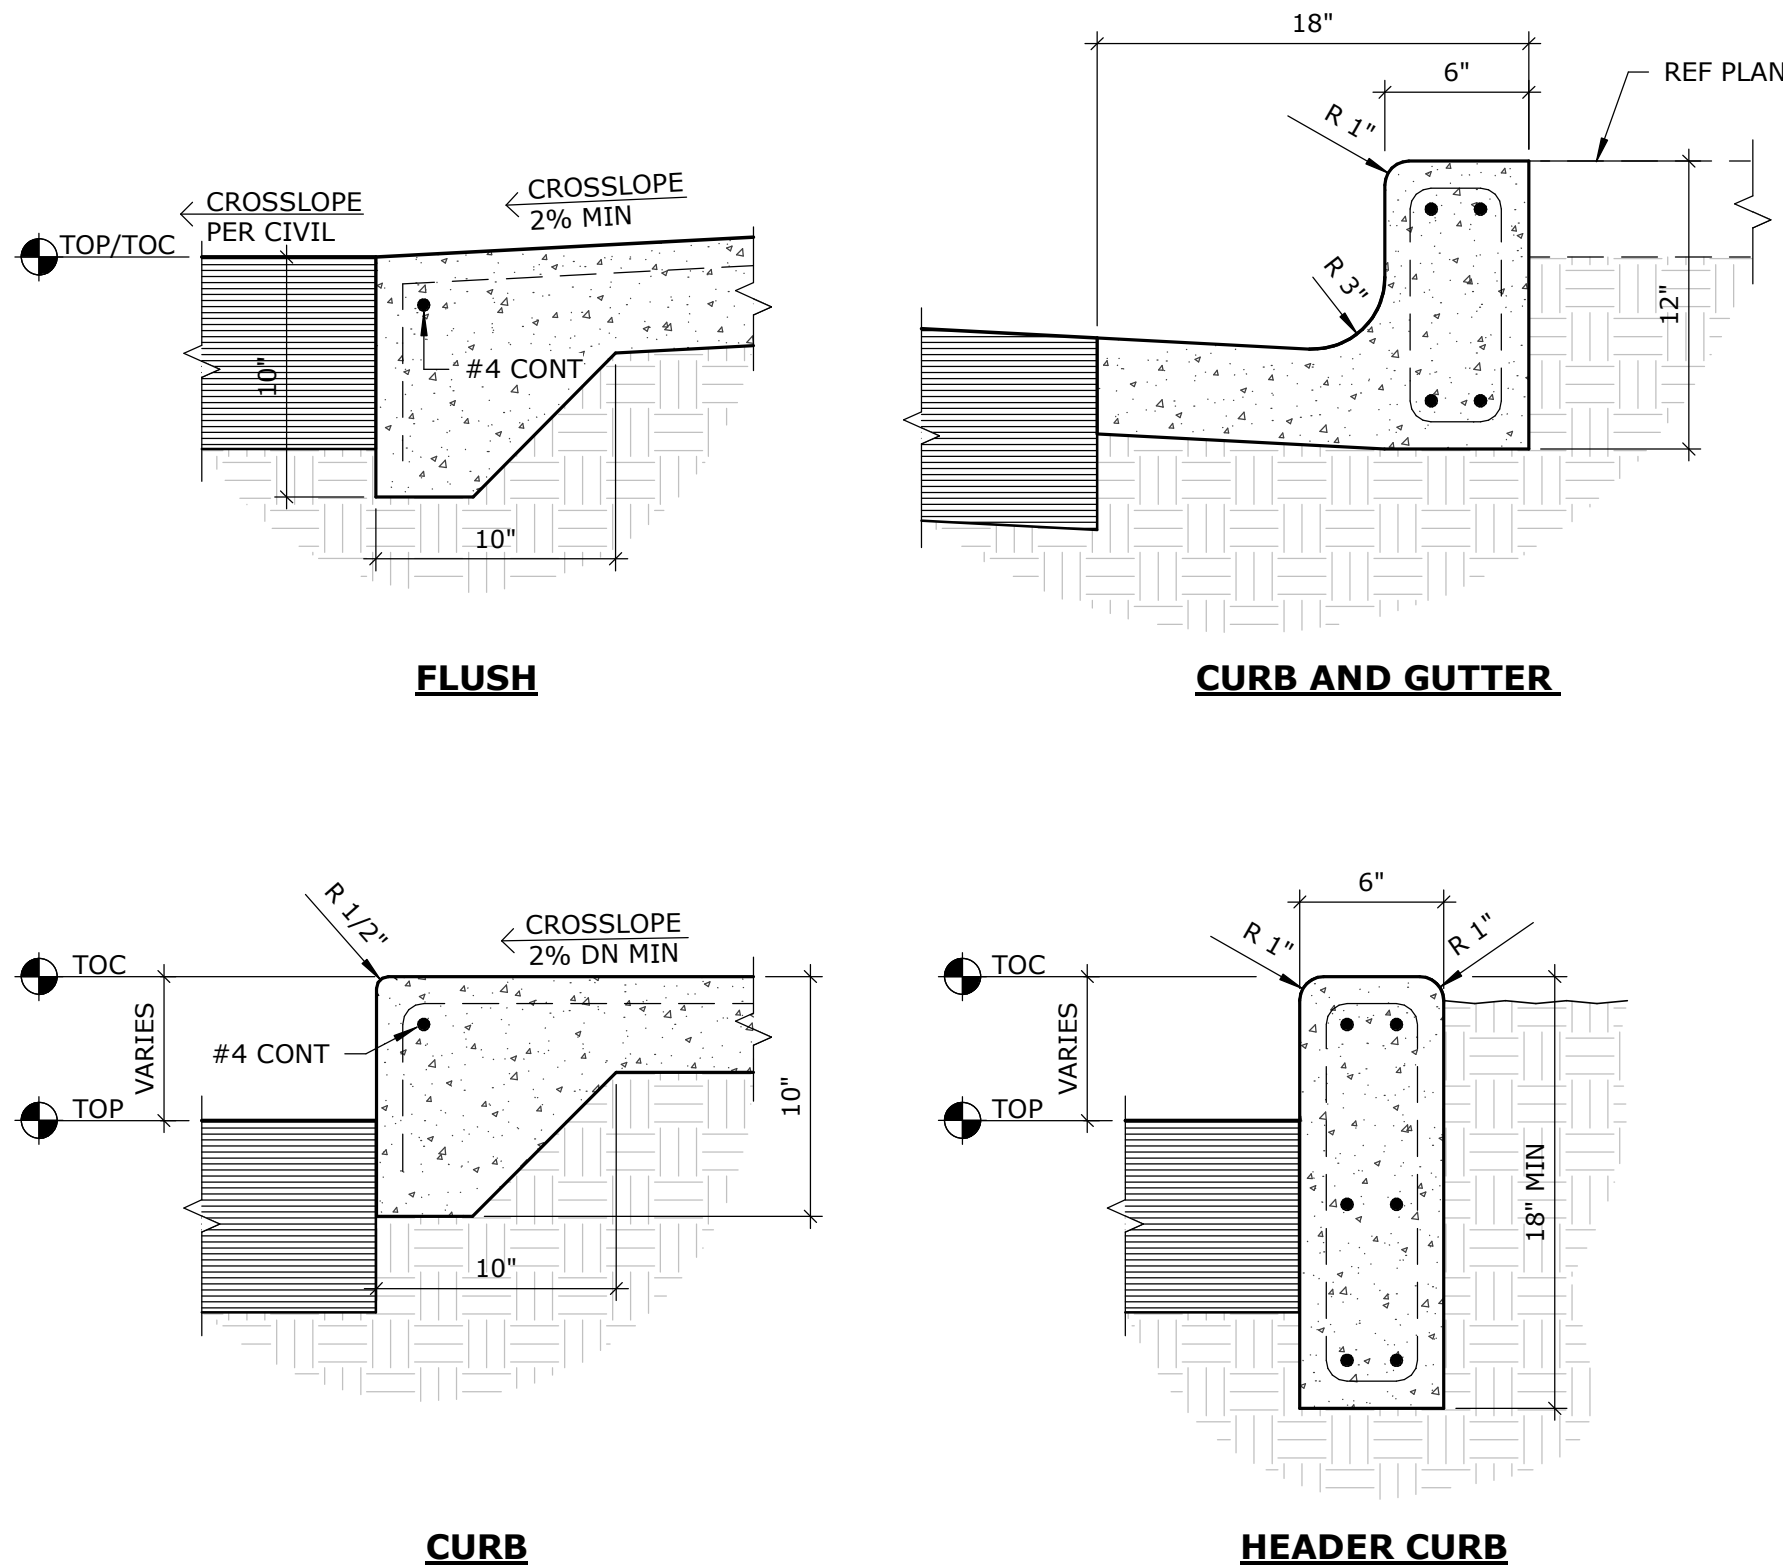 CROSSLOPE
PER CIVIL
CROSSLOPE
2% MIN
TOP/TOC
10"
#4 CONT
10"
FLUSH
18"
6"
REF PLAN
R 1"
R 3"
12"
CURB AND GUTTER
R 1/2"
CROSSLOPE
2% DN MIN
TOC
VARIES
#4 CONT
TOP
10"
10"
CURB
6"
R 1"
R 1"
TOC
VARIES
TOP
18" MIN
HEADER CURB